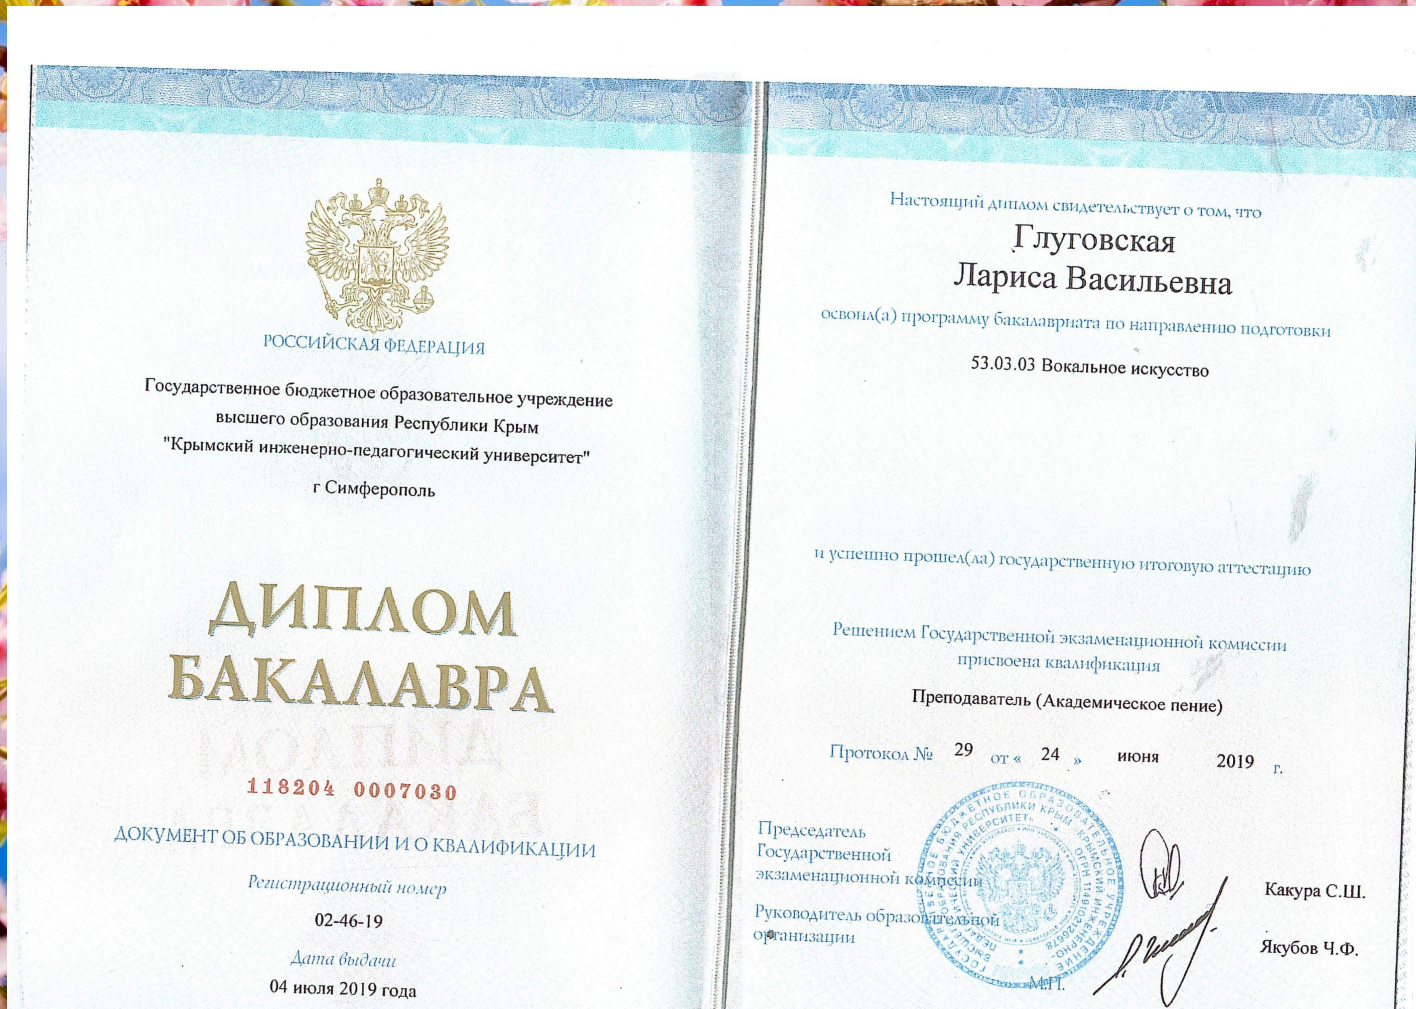 РОССИЙСКАЯ ФЕДЕРАЦИЯ
Государственное бюджетное образовательное учреждение
высшего образования Республики Крым
"Крымский инженерно-педагогический университет"
г Симферополь
ДИПЛОМ
БАКАЛАВРА
118204 0007030
ДОКУМЕНТ ОБ ОБРАЗОВАНИИ И О КВАЛИФИКАЦИИ
Регистрационный номер
02-46-19
Дата выдачи
04 июля 2019 года
Настоящий диплом свидетельствует о том, что
Глуговская
Лариса Васильевна
освоил(а) программу бакалавриата по направлению подготовки
53.03.03 Вокальное искусство
и успешно прошел(ла) государственную итоговую аттестацию
Решением Государственной экзаменационной комиссии
присвоена квалификация
Преподаватель (Академическое пение)
Протокол № 29 от « 24 » июня 2019 г.
Председатель
Государственной
экзаменационной комиссии
Какура С.Ш.
Руководитель образовательной
организации
Якубов Ч.Ф.
М.П.